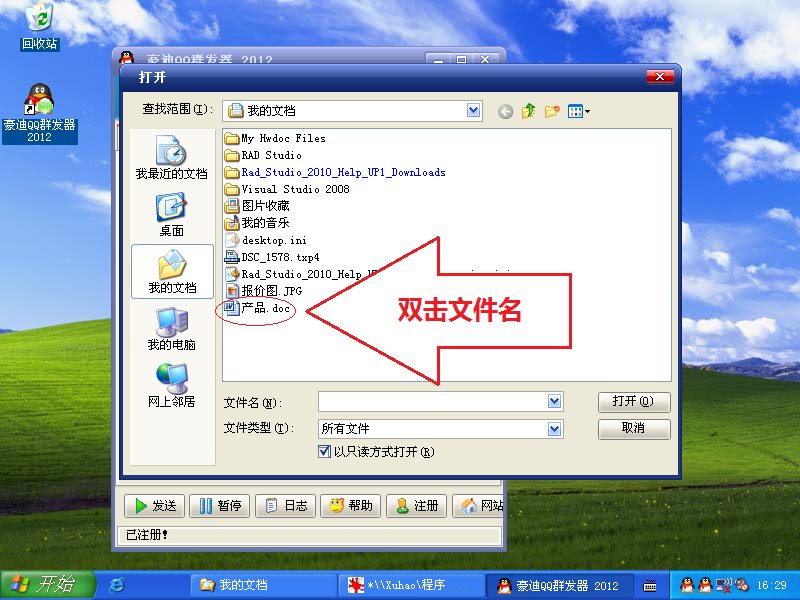 回收站
豪迪QQ群发器
2012
豪迪QQ群发器 2012
打开
查找范围(I):
我的文档
我最近的文档
桌面
我的文档
我的电脑
网上邻居
My Hwdoc Files
RAD Studio
Rad_Studio_2010_Help_UP1_Downloads
Visual Studio 2008
图片收藏
我的音乐
desktop.ini
DSC_1578.txp4
Rad_Studio_2010_Help_
报价图.JPG
产品.doc
双击文件名
文件名(N):
打开(O)
文件类型(T):
所有文件
取消
以只读方式打开(R)
发送
暂停
日志
帮助
注册
网站
已注册!
开始
我的文档
*\\Xuhao\程序 ...
豪迪QQ群发器 2012
16:29